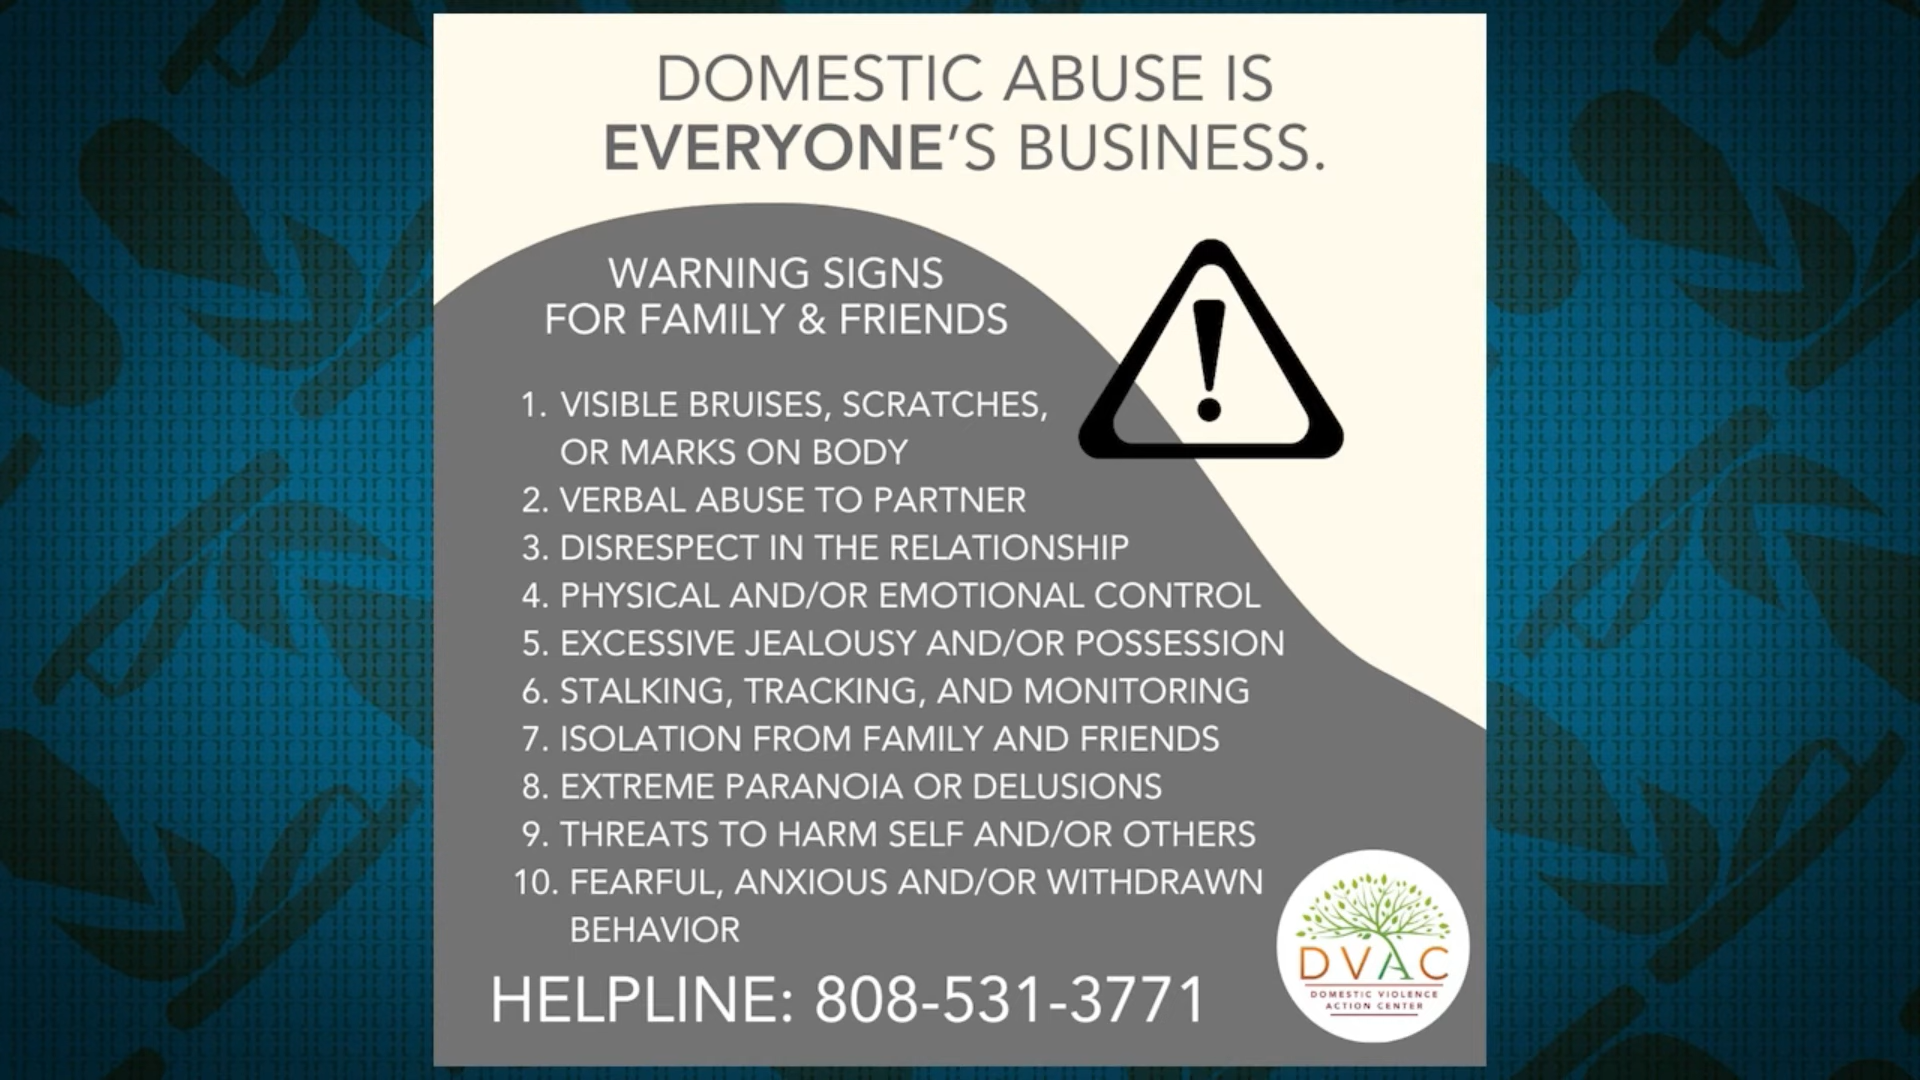 DOMESTIC ABUSE IS
EVERYONE'S BUSINESS.
WARNING SIGNS
FOR FAMILY & FRIENDS
1. VISIBLE BRUISES, SCRATCHES,
OR MARKS ON BODY
2. VERBAL ABUSE TO PARTNER
3. DISRESPECT IN THE RELATIONSHIP
4. PHYSICAL AND/OR EMOTIONAL CONTROL
5. EXCESSIVE JEALOUSY AND/OR POSSESSION
6. STALKING, TRACKING, AND MONITORING
7. ISOLATION FROM FAMILY AND FRIENDS
8. EXTREME PARANOIA OR DELUSIONS
9. THREATS TO HARM SELF AND/OR OTHERS
10. FEARFUL, ANXIOUS AND/OR WITHDRAWN
BEHAVIOR
HELPLINE: 808-531-3771
DVAC
DOMESTIC VIOLENCE
ACTION CENTER